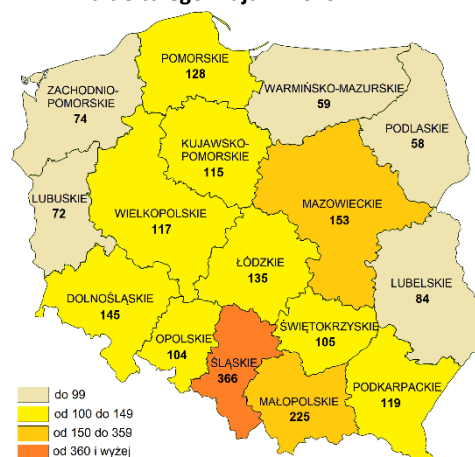 POMORSKIE
128
ZACHODNIO-
POMORSKIE
74
WARMIŃSKO-MAZURSKIE
59
PODLASKIE
58
KUJAWSKO-
POMORSKIE
115
LUBUSKIE
72
WIELKOPOLSKIE
117
MAZOWIECKIE
153
ŁÓDZKIE
135
LUBELSKIE
84
DOLNOŚLĄSKIE
145
OPOLSKIE
104
ŚLĄSKIE
366
ŚWIĘTOKRZYSKIE
105
MAŁOPOLSKIE
225
PODKARPACKIE
119
do 99
od 100 do 149
od 150 do 359
od 360 i wyżej